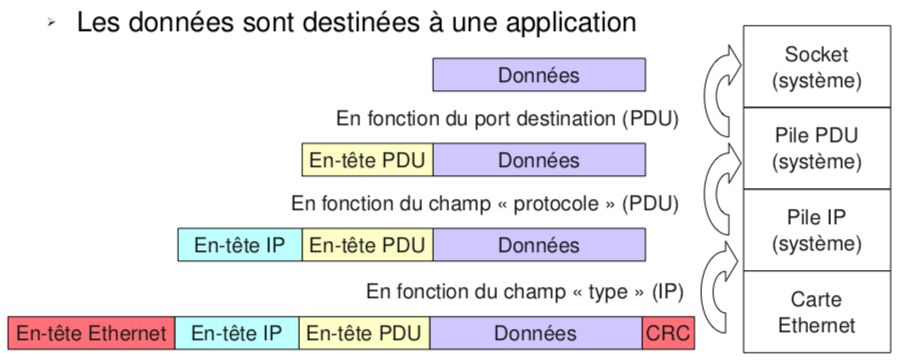 ➢ Les données sont destinées à une application
Données
En fonction du port destination (PDU)
En-tête PDU Données
En fonction du champ « protocole » (PDU)
En-tête IP En-tête PDU Données
En fonction du champ « type » (IP)
En-tête Ethernet En-tête IP En-tête PDU Données CRC
Socket
(système)
Pile PDU
(système)
Pile IP
(système)
Carte
Ethernet